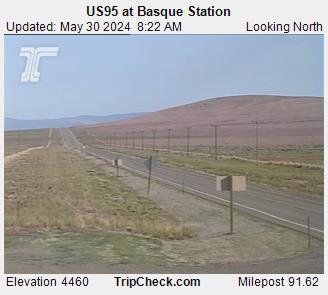 US95 at Basque Station
Updated: May 30 2024 8:22 AM Looking North
Elevation 4460 TripCheck.com Milepost 91.62